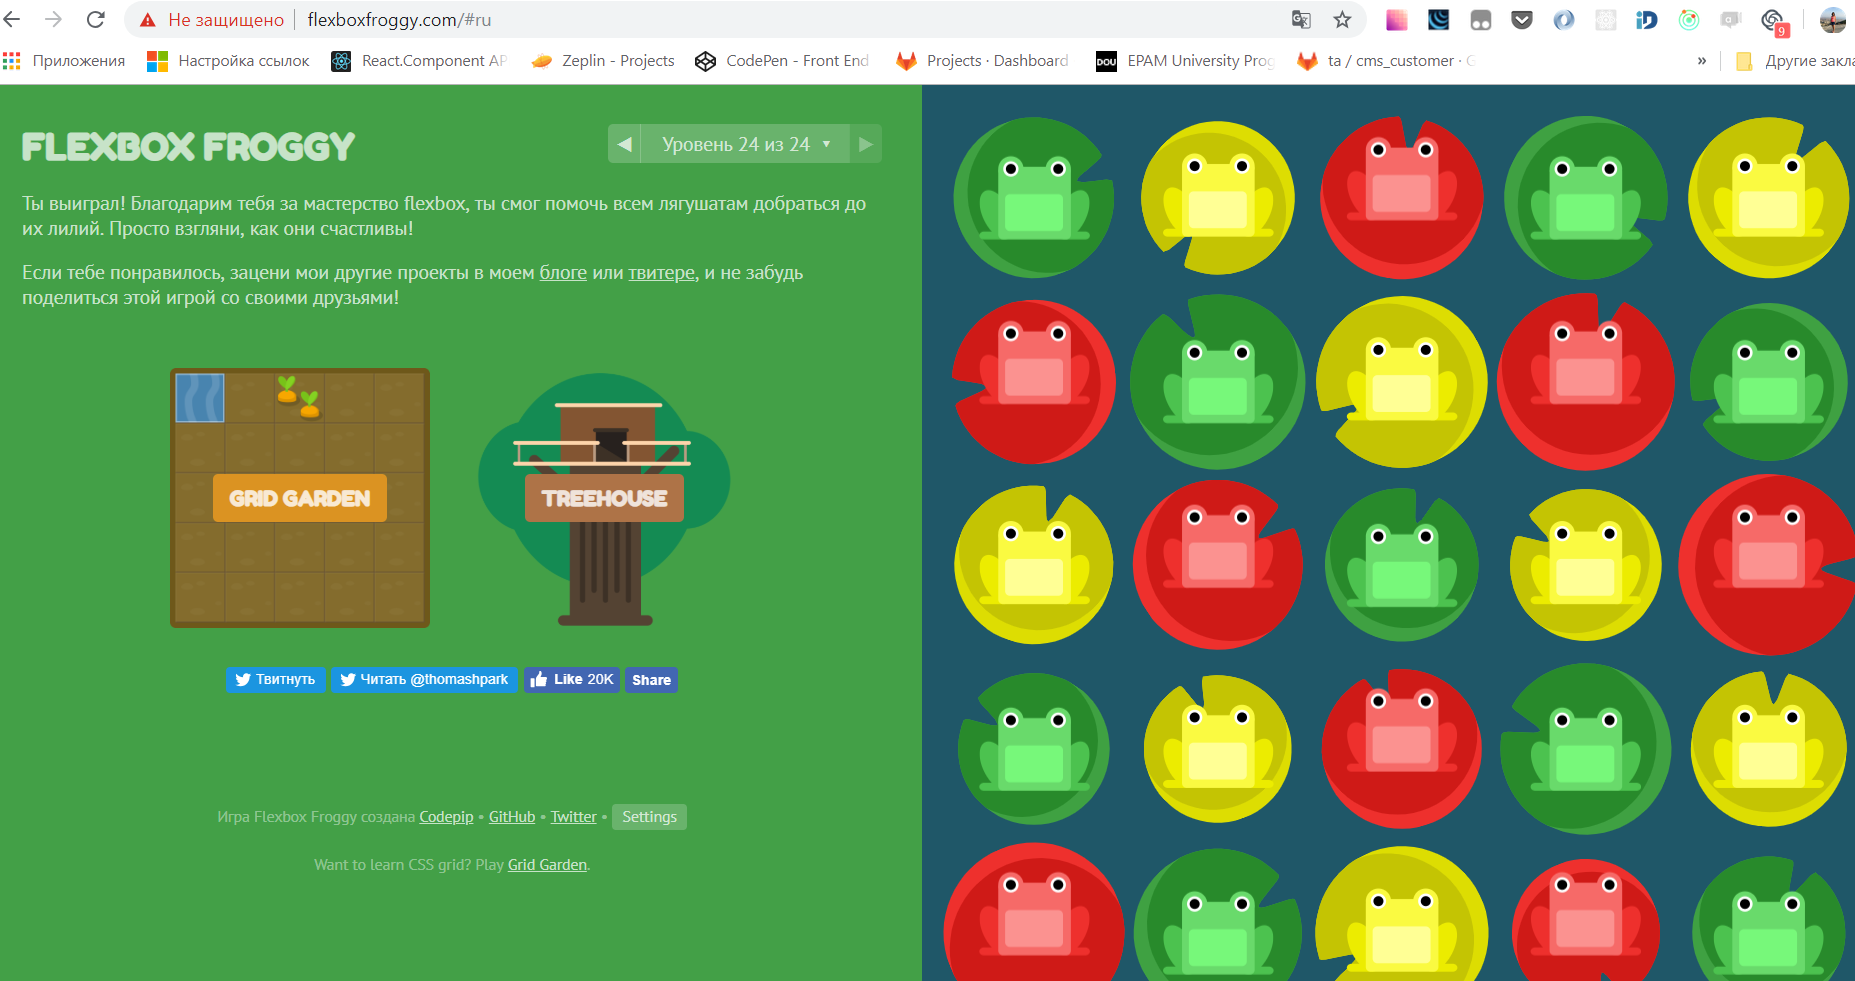 Не защищено
flexboxfroggy.com/#ru
9
Приложения
Настройка ссылок
React.Component AP
Zeplin - Projects
CodePen - Front End
Projects · Dashboard
DOU
EPAM University Prog
ta / cms_customer · G
»
Другие закла
FLEXBOX FROGGY
Уровень 24 из 24
Ты выиграл! Благодарим тебя за мастерство flexbox, ты смог помочь всем лягушатам добраться до
их лилий. Просто взгляни, как они счастливы!
Если тебе понравилось, зацени мои другие проекты в моем блоге или твитере, и не забудь
поделиться этой игрой со своими друзьями!
GRID GARDEN
TREEHOUSE
Твитнуть
Читать @thomashpark
Like 20K
Share
Игра Flexbox Froggy создана Codepip • GitHub • Twitter • Settings
Want to learn CSS grid? Play Grid Garden.